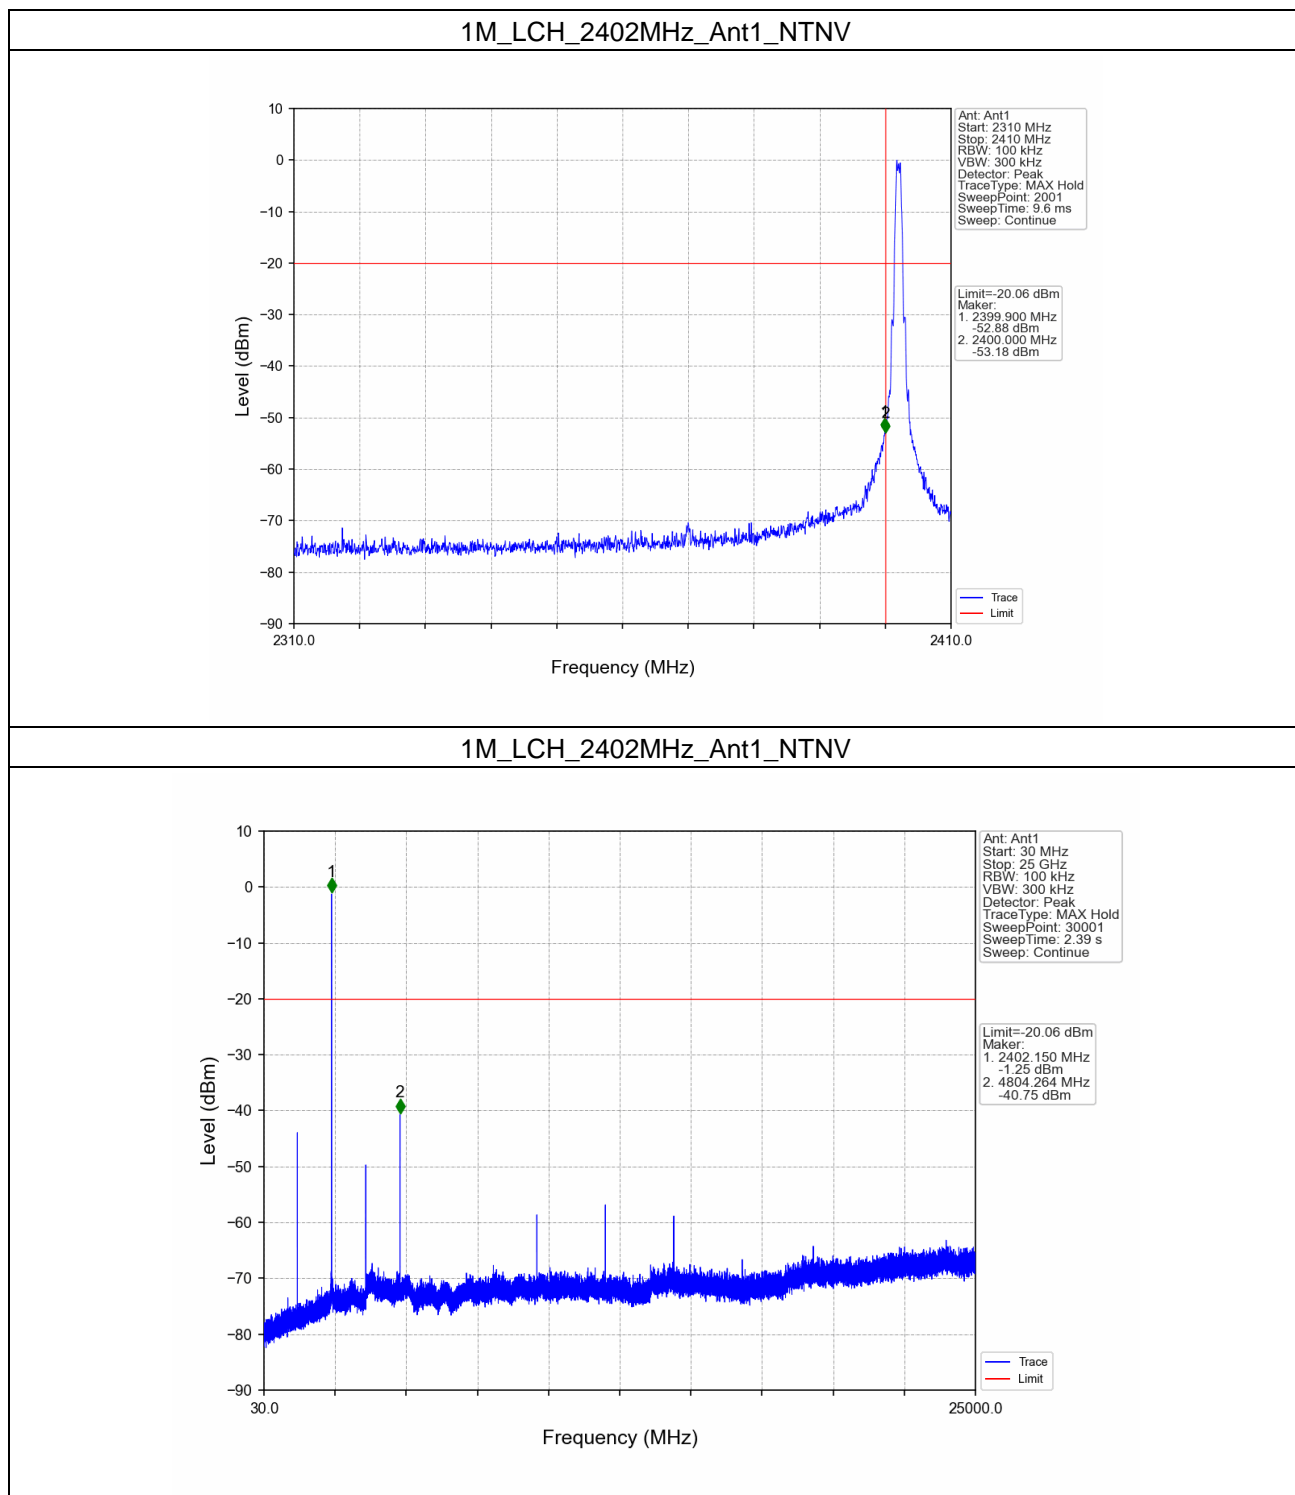 1M_LCH_2402MHz_Ant1_NTNV
10
0
−10
−20
−30
−40
−50
−60
−70
−80
−90
Level (dBm)
2310.0
2410.0
Frequency (MHz)
2
Ant: Ant1
Start: 2310 MHz
Stop: 2410 MHz
RBW: 100 kHz
VBW: 300 kHz
Detector: Peak
TraceType: MAX Hold
SweepPoint: 2001
SweepTime: 9.6 ms
Sweep: Continue
Limit=-20.06 dBm
Maker:
1. 2399.900 MHz
-52.88 dBm
2. 2400.000 MHz
-53.18 dBm
Trace
Limit
1M_LCH_2402MHz_Ant1_NTNV
10
0
−10
−20
−30
−40
−50
−60
−70
−80
−90
Level (dBm)
30.0
25000.0
Frequency (MHz)
1
2
Ant: Ant1
Start: 30 MHz
Stop: 25 GHz
RBW: 100 kHz
VBW: 300 kHz
Detector: Peak
TraceType: MAX Hold
SweepPoint: 30001
SweepTime: 2.39 s
Sweep: Continue
Limit=-20.06 dBm
Maker:
1. 2402.150 MHz
-1.25 dBm
2. 4804.264 MHz
-40.75 dBm
Trace
Limit